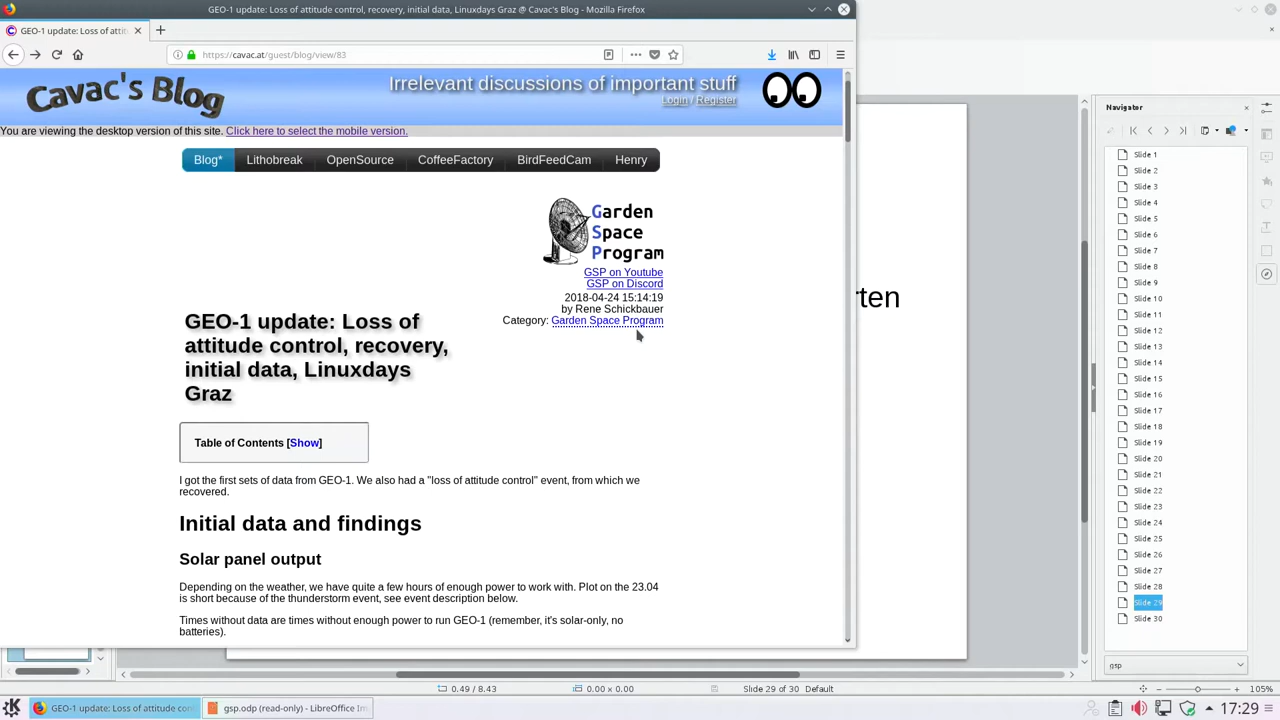 GEO-1 update: Loss of attitude control, recovery, initial data, Linuxdays Graz @ Cavac's Blog - Mozilla Firefox
GEO-1 update: Loss of atti
https://cavac.at/guest/blog/view/83
Cavac's Blog
Irrelevant discussions of important stuff
Login / Register
You are viewing the desktop version of this site. Click here to select the mobile version.
Blog* Lithobreak OpenSource CoffeeFactory BirdFeedCam Henry
Garden
Space
Program
GSP on Youtube
GSP on Discord
2018-04-24 15:14:19
by Rene Schickbauer
Category: Garden Space Program
GEO-1 update: Loss of
attitude control, recovery,
initial data, Linuxdays
Graz
Table of Contents [Show]
I got the first sets of data from GEO-1. We also had a "loss of attitude control" event, from which we
recovered.
Initial data and findings
Solar panel output
Depending on the weather, we have quite a few hours of enough power to work with. Plot on the 23.04
is short because of the thunderstorm event, see event description below.
Times without data are times without enough power to run GEO-1 (remember, it's solar-only, no
batteries).
rten
Navigator
Slide 1
Slide 2
Slide 3
Slide 4
Slide 5
Slide 6
Slide 7
Slide 8
Slide 9
Slide 10
Slide 11
Slide 12
Slide 13
Slide 14
Slide 15
Slide 16
Slide 17
Slide 18
Slide 19
Slide 20
Slide 21
Slide 22
Slide 23
Slide 24
Slide 25
Slide 26
Slide 27
Slide 28
Slide 29
Slide 30
gsp
0.49 / 8.43 0.00 x 0.00 Slide 29 of 30 Default 105%
GEO-1 update: Loss of attitude con
gsp.odp (read-only) - LibreOffice Im
17:29